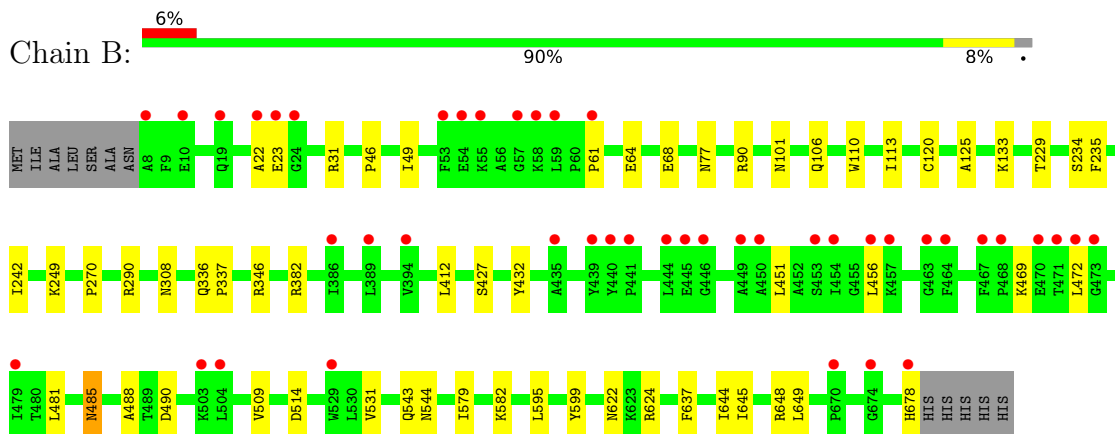 6%
Chain B:
90% 8% •
MET ILE ALA LEU SER ALA ASN A8 F9 E10 Q19 A22 E23 G24 R31 P46 I49 F53 E54 K55 A56 G57 K58 L59 P60 P61 E64 E68 N77 R90 N101 Q106 W110 I113 C120 A125 K133 T229 S234 F235
I242 K249 P270 R290 N308 Q336 P337 R346 R382 I386 L389 V394 L412 S427 Y432 A435 Y439 Y440 P441 L444 E445 G446 A449 A450 L451 A452 S453 I454 G455 L456 K457 G463 F464 F467 P468 K469 E470 T471 L472 G473
I479 T480 L481 N485 A488 T489 D490 K503 L504 V509 D514 W529 L530 V531 Q543 N544 I579 K582 L595 Y599 N622 K623 R624 F637 I644 I645 R648 L649 P670 G674 H678 HIS HIS HIS HIS HIS